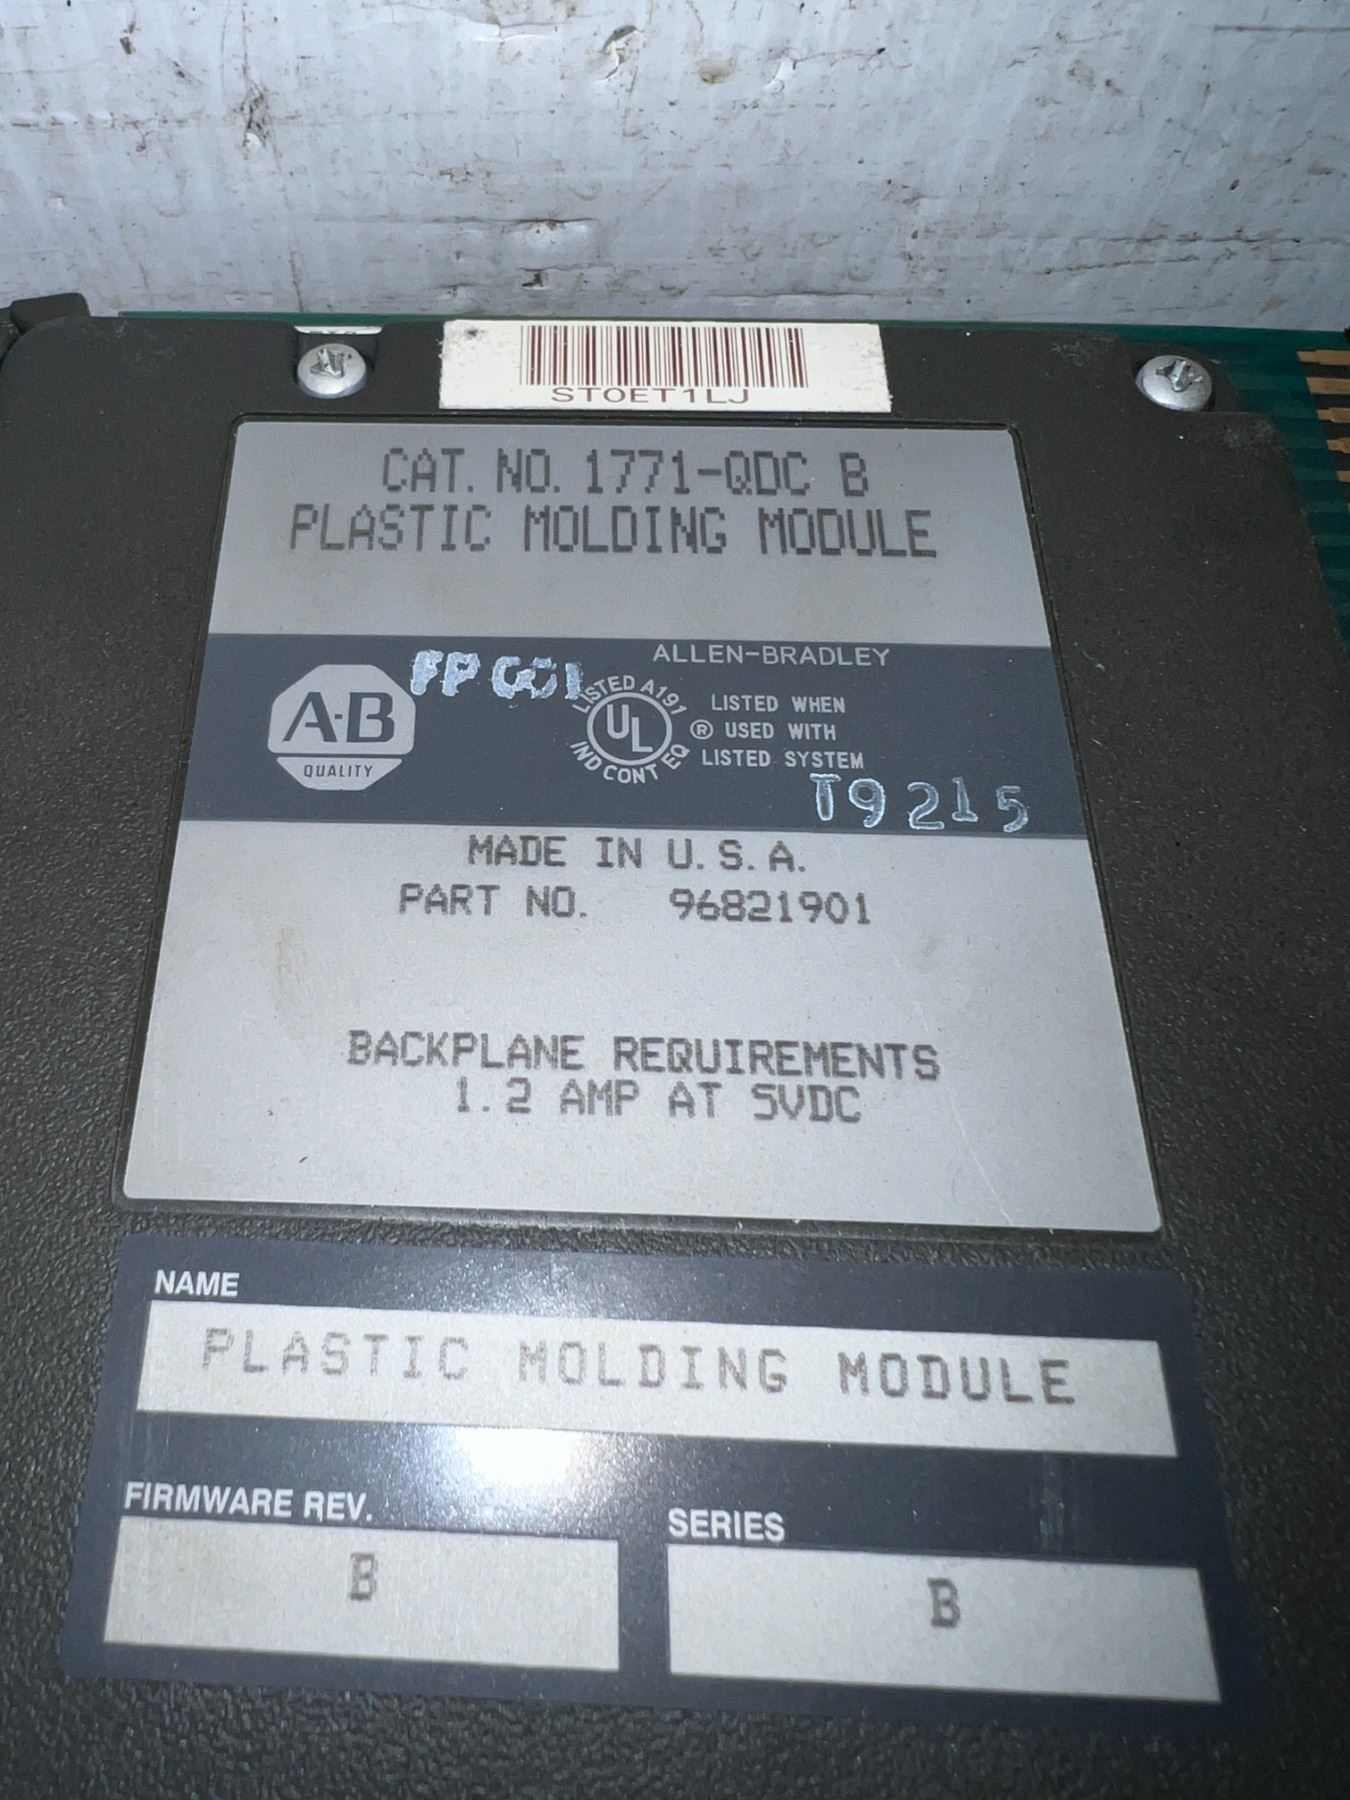 STOET1LJ
CAT. NO. 1771-QDC B
PLASTIC MOLDING MODULE
ALLEN-BRADLEY
FP 001
A-B
QUALITY
LISTED A191
UL
IND CONT EQ
®
LISTED WHEN
USED WITH
LISTED SYSTEM
T9215
MADE IN U.S.A.
PART NO. 96821901
BACKPLANE REQUIREMENTS
1.2 AMP AT 5VDC
NAME
PLASTIC MOLDING MODULE
FIRMWARE REV.
B
SERIES
B